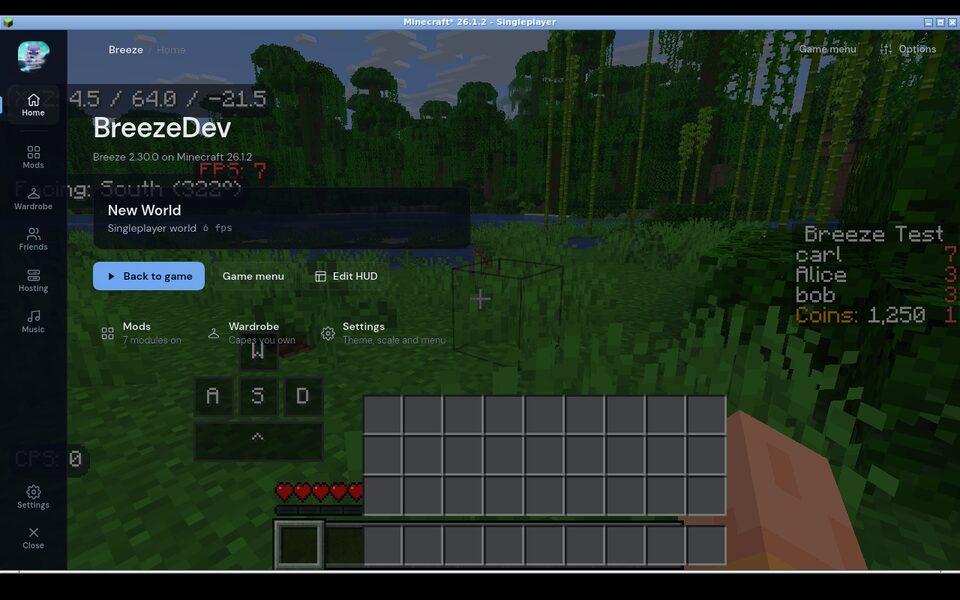 Minecraft* 26.1.2 - Singleplayer
Breeze / Home
Game menu
Options
4.5 / 64.0 / -21.5
Home
BreezeDev
Breeze 2.30.0 on Minecraft 26.1.2
Mods
FPS: 7
Facing: South (322°)
Wardrobe
New World
Singleplayer world 6 fps
Friends
Breeze Test
carl 7
Alice 3
bob 3
Coins: 1,250 1
Back to game
Game menu
Edit HUD
Hosting
Music
Mods
7 modules on
Wardrobe
Capes you own
Settings
Theme, scale and menu
W
A S D
^
CPS: 0
Settings
Close